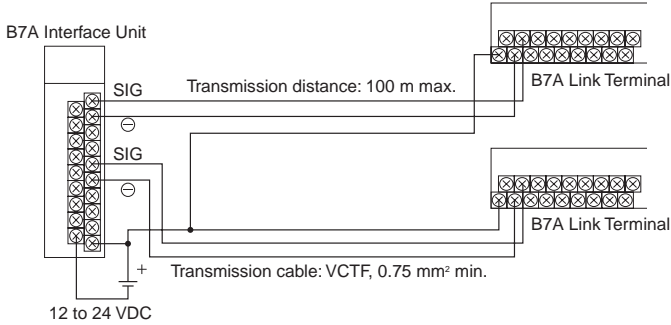 B7A Interface Unit
SIG
Transmission distance: 100 m max.
B7A Link Terminal
⊖
SIG
⊖
B7A Link Terminal
+
Transmission cable: VCTF, 0.75 mm² min.
12 to 24 VDC